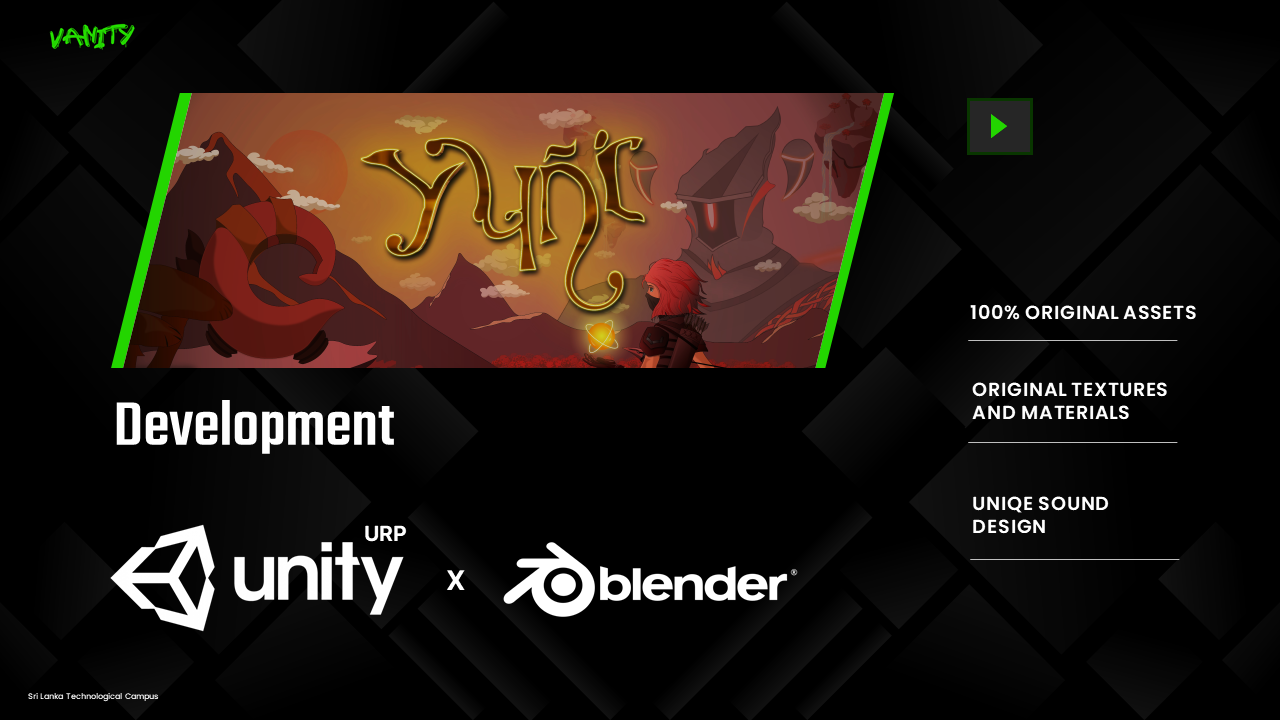 VANITY
yuñi
Development
URP
unity
X
blender®
100% ORIGINAL ASSETS
ORIGINAL TEXTURES
AND MATERIALS
UNIQE SOUND
DESIGN
Sri Lanka Technological Campus